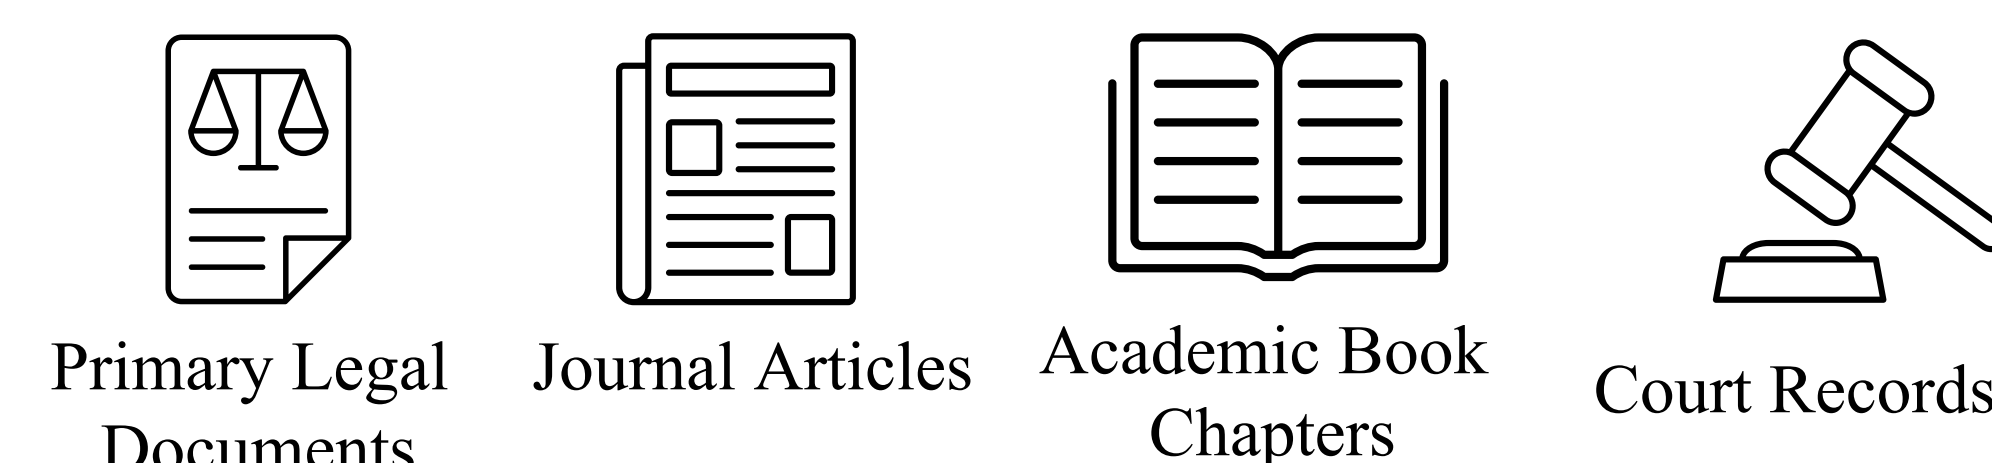 Primary Legal
Documents
Journal Articles
Academic Book
Chapters
Court Records